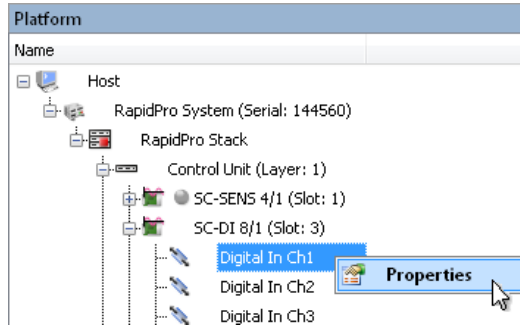 Platform
Name
Host
RapidPro System (Serial: 144560)
RapidPro Stack
Control Unit (Layer: 1)
SC-SENS 4/1 (Slot: 1)
SC-DI 8/1 (Slot: 3)
Digital In Ch1
Properties
Digital In Ch2
Digital In Ch3